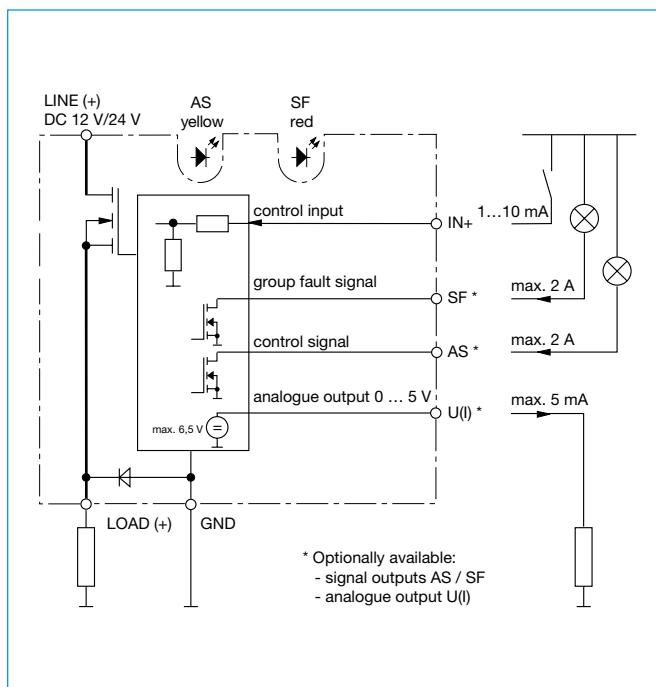 LINE (+)
DC 12 V/24 V
AS
yellow
SF
red
control input
IN+
1…10 mA
group fault signal
SF *
max. 2 A
control signal
AS *
max. 2 A
analogue output 0 … 5 V
U(I) *
max. 5 mA
max. 6,5 V
=
LOAD (+)
GND
* Optionally available:
- signal outputs AS / SF
- analogue output U(I)